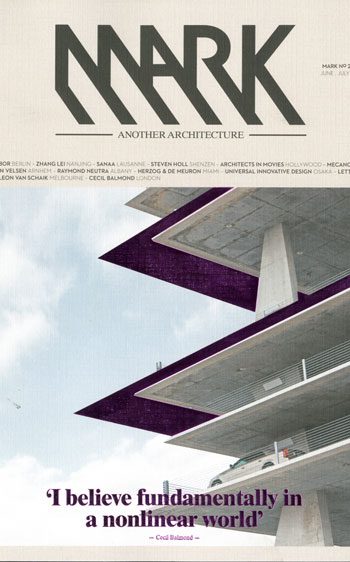 MARK
MARK Nº 2
JUNE . JULY
ANOTHER ARCHITECTURE
BOR BERLIN - ZHANG LEI NANJING - SANAA LAUSANNE - STEVEN HOLL SHENZEN - ARCHITECTS IN MOVIES HOLLYWOOD - MECANO
N VELSEN ARNHEM - RAYMOND NEUTRA ALBANY - HERZOG & DE MEURON MIAMI - UNIVERSAL INNOVATIVE DESIGN OSAKA - LETT
LEON VAN SCHAIK MELBOURNE - CECIL BALMOND LONDON
‘I believe fundamentally in
a nonlinear world’
— Cecil Balmond —